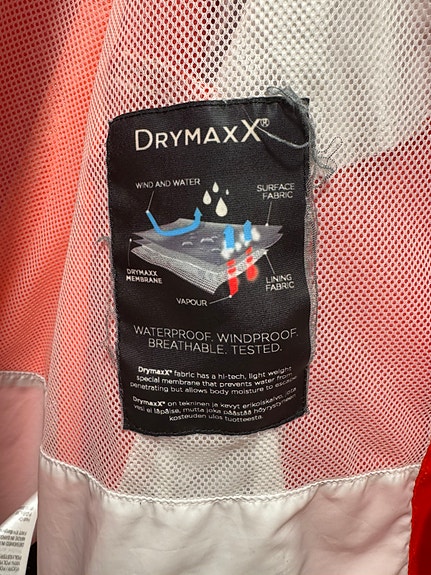 DRYMAXX®
WIND AND WATER
SURFACE
FABRIC
DRYMAXX
MEMBRANE
LINING
FABRIC
VAPOUR
WATERPROOF. WINDPROOF.
BREATHABLE. TESTED.
DrymaxX® fabric has a hi-tech, light weight
special membrane that prevents water from
penetrating but allows body moisture to escape.
DrymaxX® on tekninen ja kevyt erikoiskalvo, jota
vesi ei läpäise, mutta joka päästää höyrystyneen
kosteuden ulos tuotteesta.